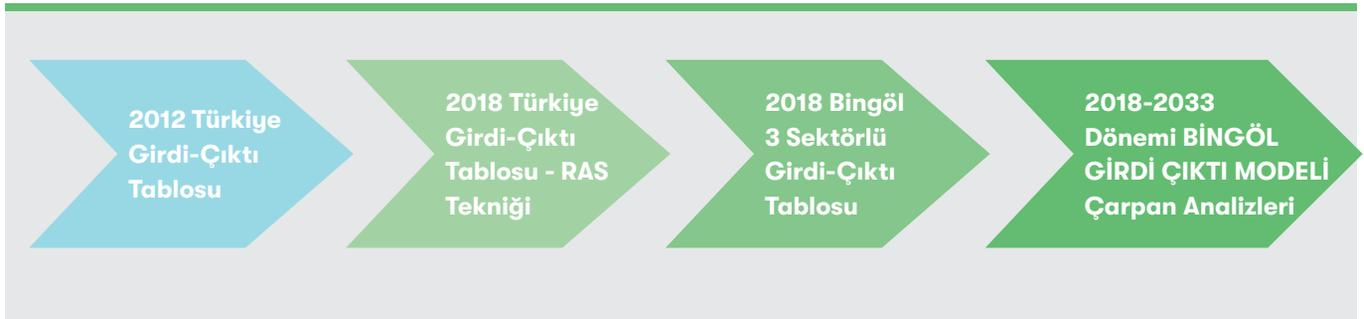 2012 Türkiye
Girdi-Çıktı
Tablosu
2018 Türkiye
Girdi-Çıktı
Tablosu - RAS
Tekniği
2018 Bingöl
3 Sektörlü
Girdi-Çıktı
Tablosu
2018-2033
Dönemi BİNGÖL
GİRDİ ÇIKTI MODELİ
Çarpan Analizleri